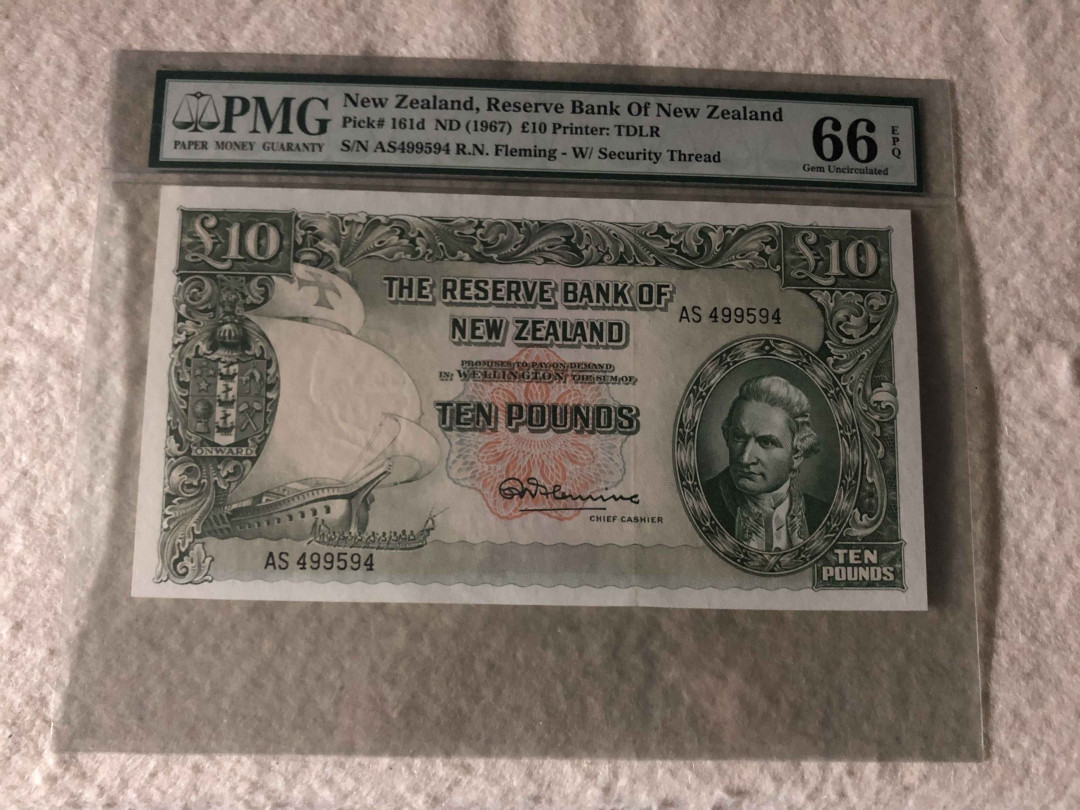 PMG
PAPER MONEY GUARANTY
New Zealand, Reserve Bank Of New Zealand
Pick# 161d ND (1967) £10 Printer: TDLR
S/N AS499594 R.N. Fleming - W/ Security Thread
66 EPQ
Gem Uncirculated
£10
£10
THE RESERVE BANK OF
NEW ZEALAND
AS 499594
PROMISES TO PAY ON DEMAND
IN WELLINGTON THE SUM OF
TEN POUNDS
ONWARD
RN Fleming
CHIEF CASHIER
AS 499594
TEN
POUNDS